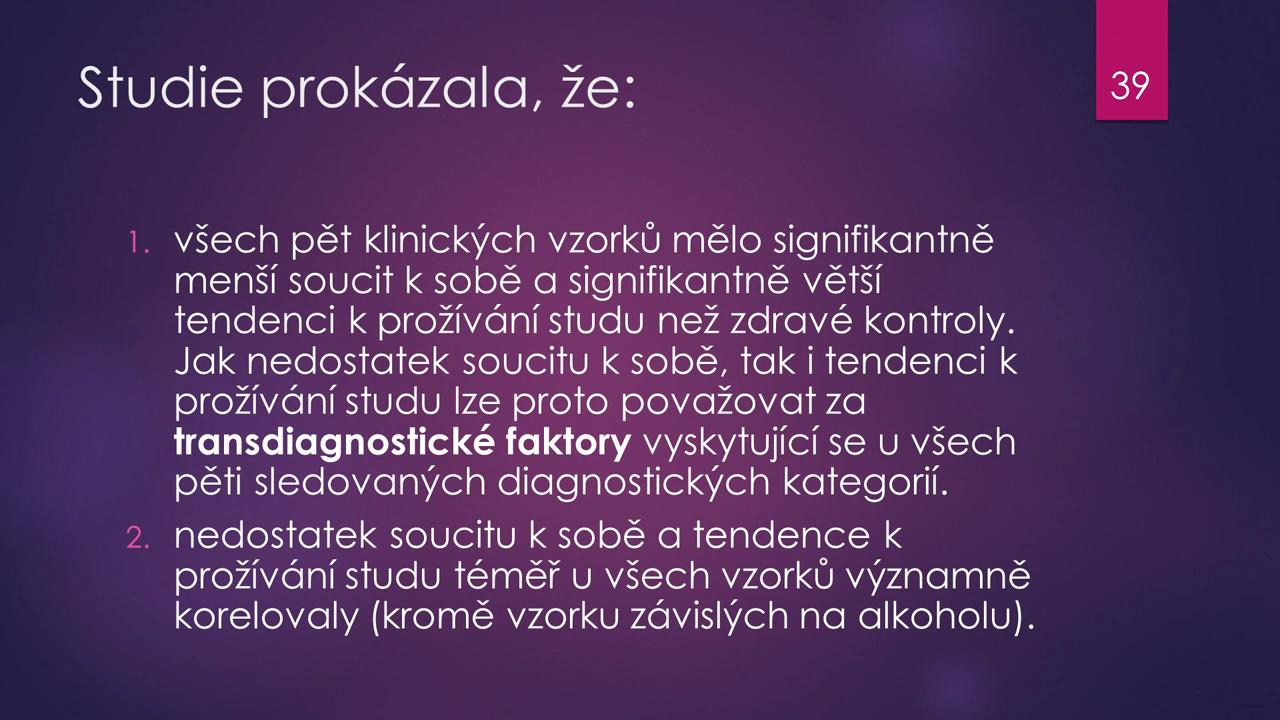 Studie prokázala, že:
39
1. všech pět klinických vzorků mělo signifikantně
menší soucit k sobě a signifikantně větší
tendenci k prožívání studu než zdravé kontroly.
Jak nedostatek soucitu k sobě, tak i tendenci k
prožívání studu lze proto považovat za
transdiagnostické faktory vyskytující se u všech
pěti sledovaných diagnostických kategorií.
2. nedostatek soucitu k sobě a tendence k
prožívání studu téměř u všech vzorků významně
korelovaly (kromě vzorku závislých na alkoholu).